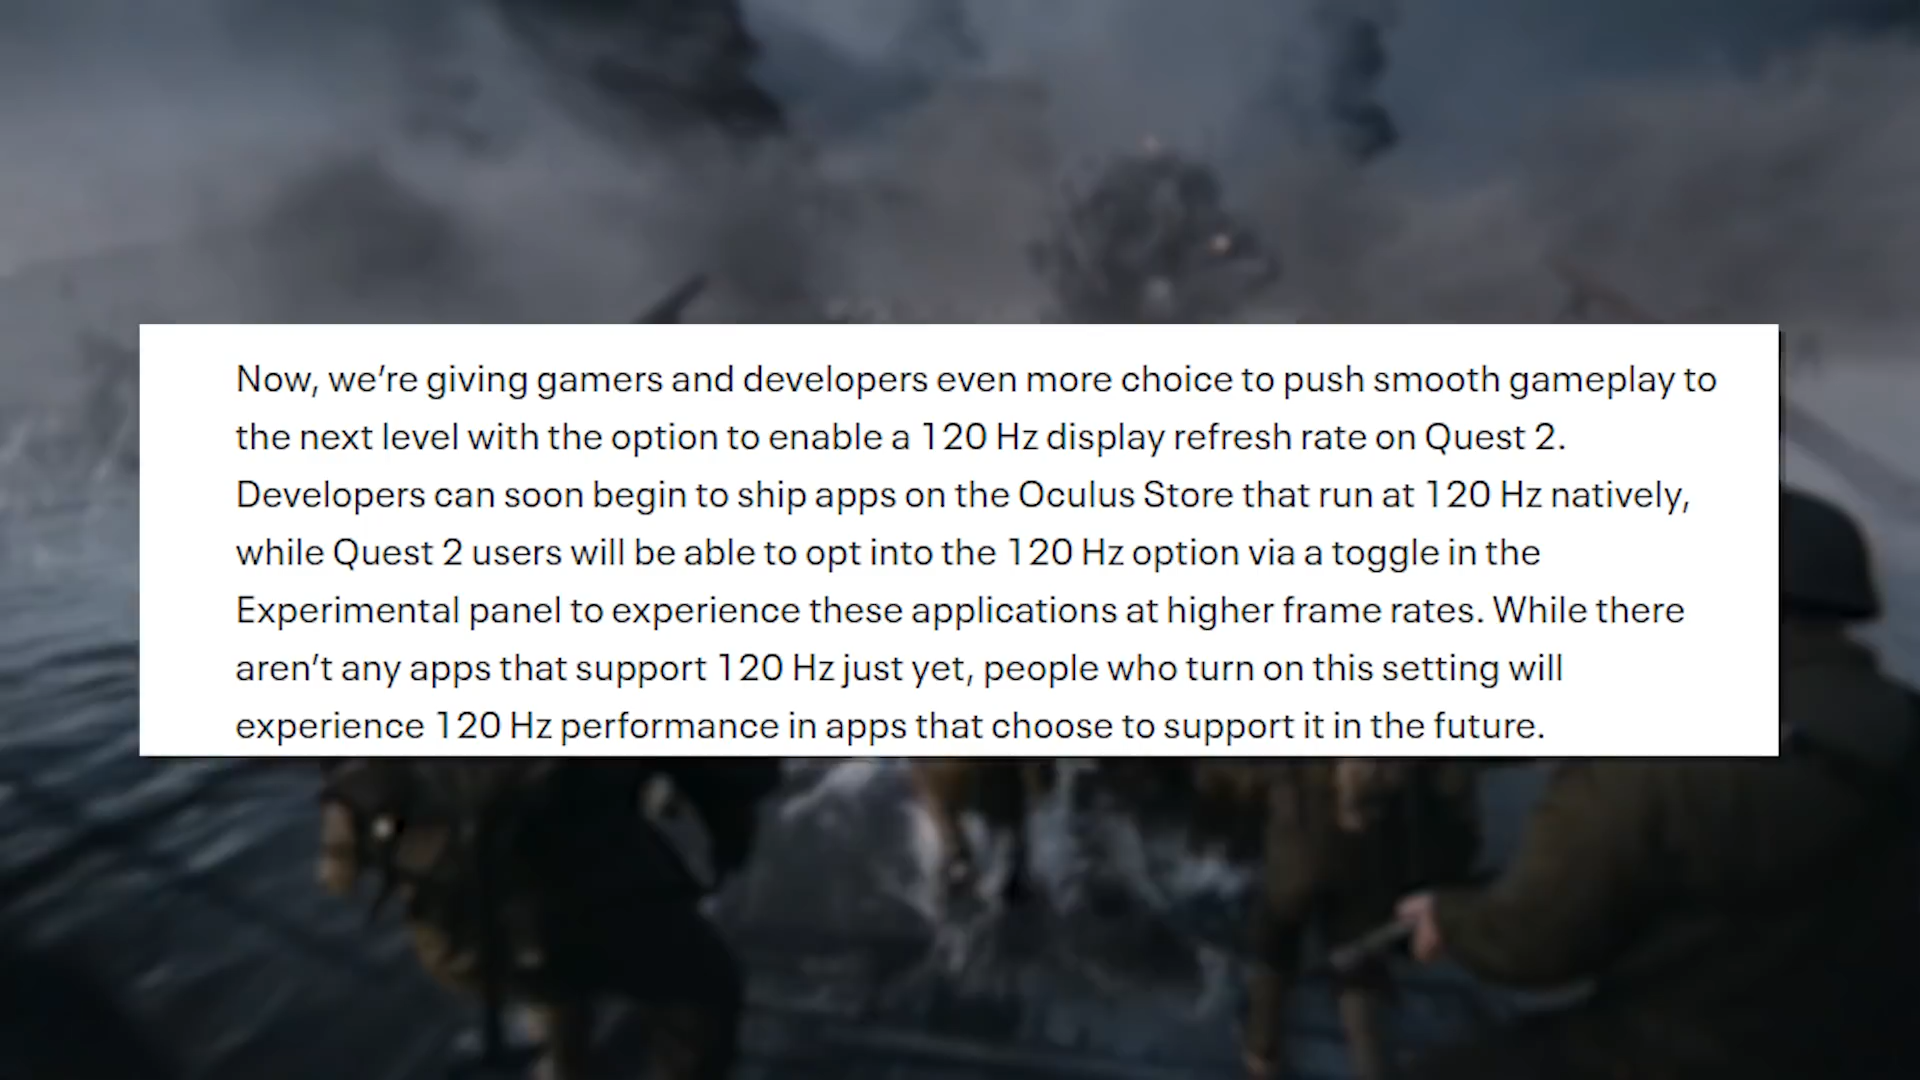 Now, we’re giving gamers and developers even more choice to push smooth gameplay to
the next level with the option to enable a 120 Hz display refresh rate on Quest 2.
Developers can soon begin to ship apps on the Oculus Store that run at 120 Hz natively,
while Quest 2 users will be able to opt into the 120 Hz option via a toggle in the
Experimental panel to experience these applications at higher frame rates. While there
aren’t any apps that support 120 Hz just yet, people who turn on this setting will
experience 120 Hz performance in apps that choose to support it in the future.